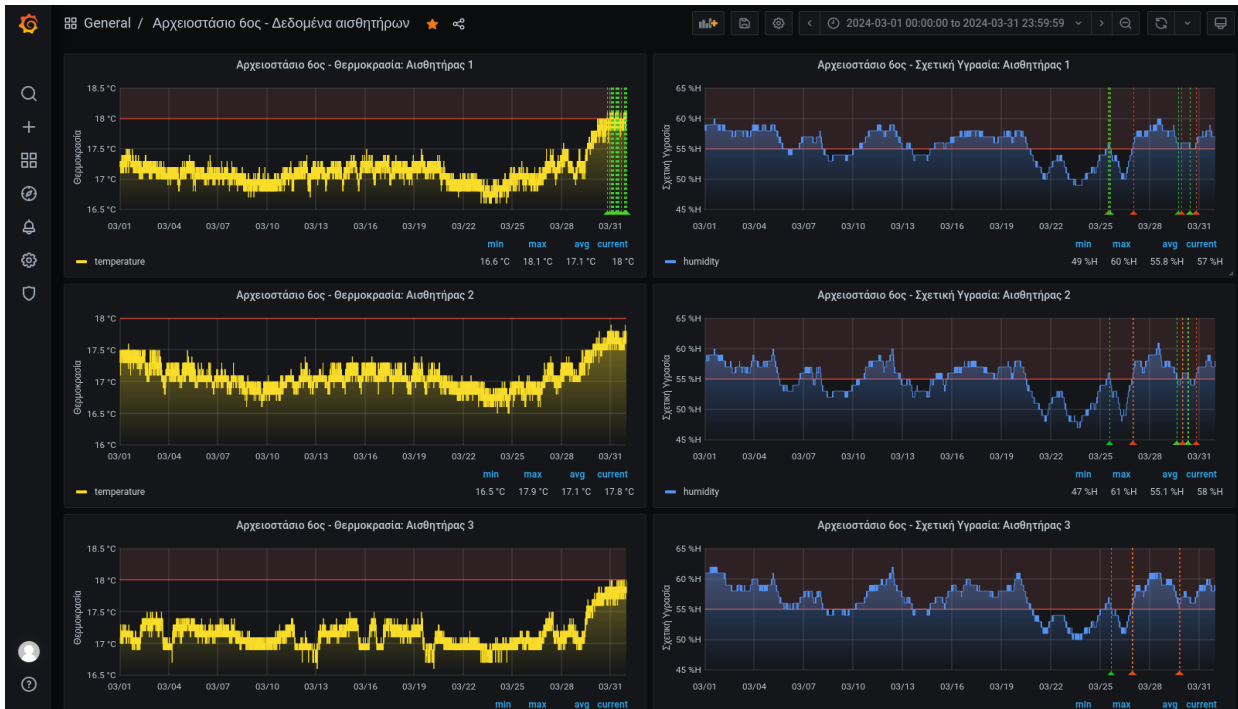 General / Αρχειοστάσιο 6ος - Δεδομένα αισθητήρων
2024-03-01 00:00:00 to 2024-03-31 23:59:59
Αρχειοστάσιο 6ος - Θερμοκρασία: Αισθητήρας 1
Θερμοκρασία
18.5 °C
18 °C
17.5 °C
17 °C
16.5 °C
03/01 03/04 03/07 03/10 03/13 03/16 03/19 03/22 03/25 03/28 03/31
min max avg current
temperature 16.6 °C 18.1 °C 17.1 °C 18 °C
Αρχειοστάσιο 6ος - Σχετική Υγρασία: Αισθητήρας 1
Σχετική Υγρασία
65 %H
60 %H
55 %H
50 %H
45 %H
03/01 03/04 03/07 03/10 03/13 03/16 03/19 03/22 03/25 03/28 03/31
min max avg current
humidity 49 %H 60 %H 55.8 %H 57 %H
Αρχειοστάσιο 6ος - Θερμοκρασία: Αισθητήρας 2
Θερμοκρασία
18 °C
17.5 °C
17 °C
16.5 °C
16 °C
03/01 03/04 03/07 03/10 03/13 03/16 03/19 03/22 03/25 03/28 03/31
min max avg current
temperature 16.5 °C 17.9 °C 17.1 °C 17.8 °C
Αρχειοστάσιο 6ος - Σχετική Υγρασία: Αισθητήρας 2
Σχετική Υγρασία
65 %H
60 %H
55 %H
50 %H
45 %H
03/01 03/04 03/07 03/10 03/13 03/16 03/19 03/22 03/25 03/28 03/31
min max avg current
humidity 47 %H 61 %H 55.1 %H 58 %H
Αρχειοστάσιο 6ος - Θερμοκρασία: Αισθητήρας 3
Θερμοκρασία
18.5 °C
18 °C
17.5 °C
17 °C
16.5 °C
03/01 03/04 03/07 03/10 03/13 03/16 03/19 03/22 03/25 03/28 03/31
min max avg current
Αρχειοστάσιο 6ος - Σχετική Υγρασία: Αισθητήρας 3
Σχετική Υγρασία
65 %H
60 %H
55 %H
50 %H
45 %H
03/01 03/04 03/07 03/10 03/13 03/16 03/19 03/22 03/25 03/28 03/31
min max avg current